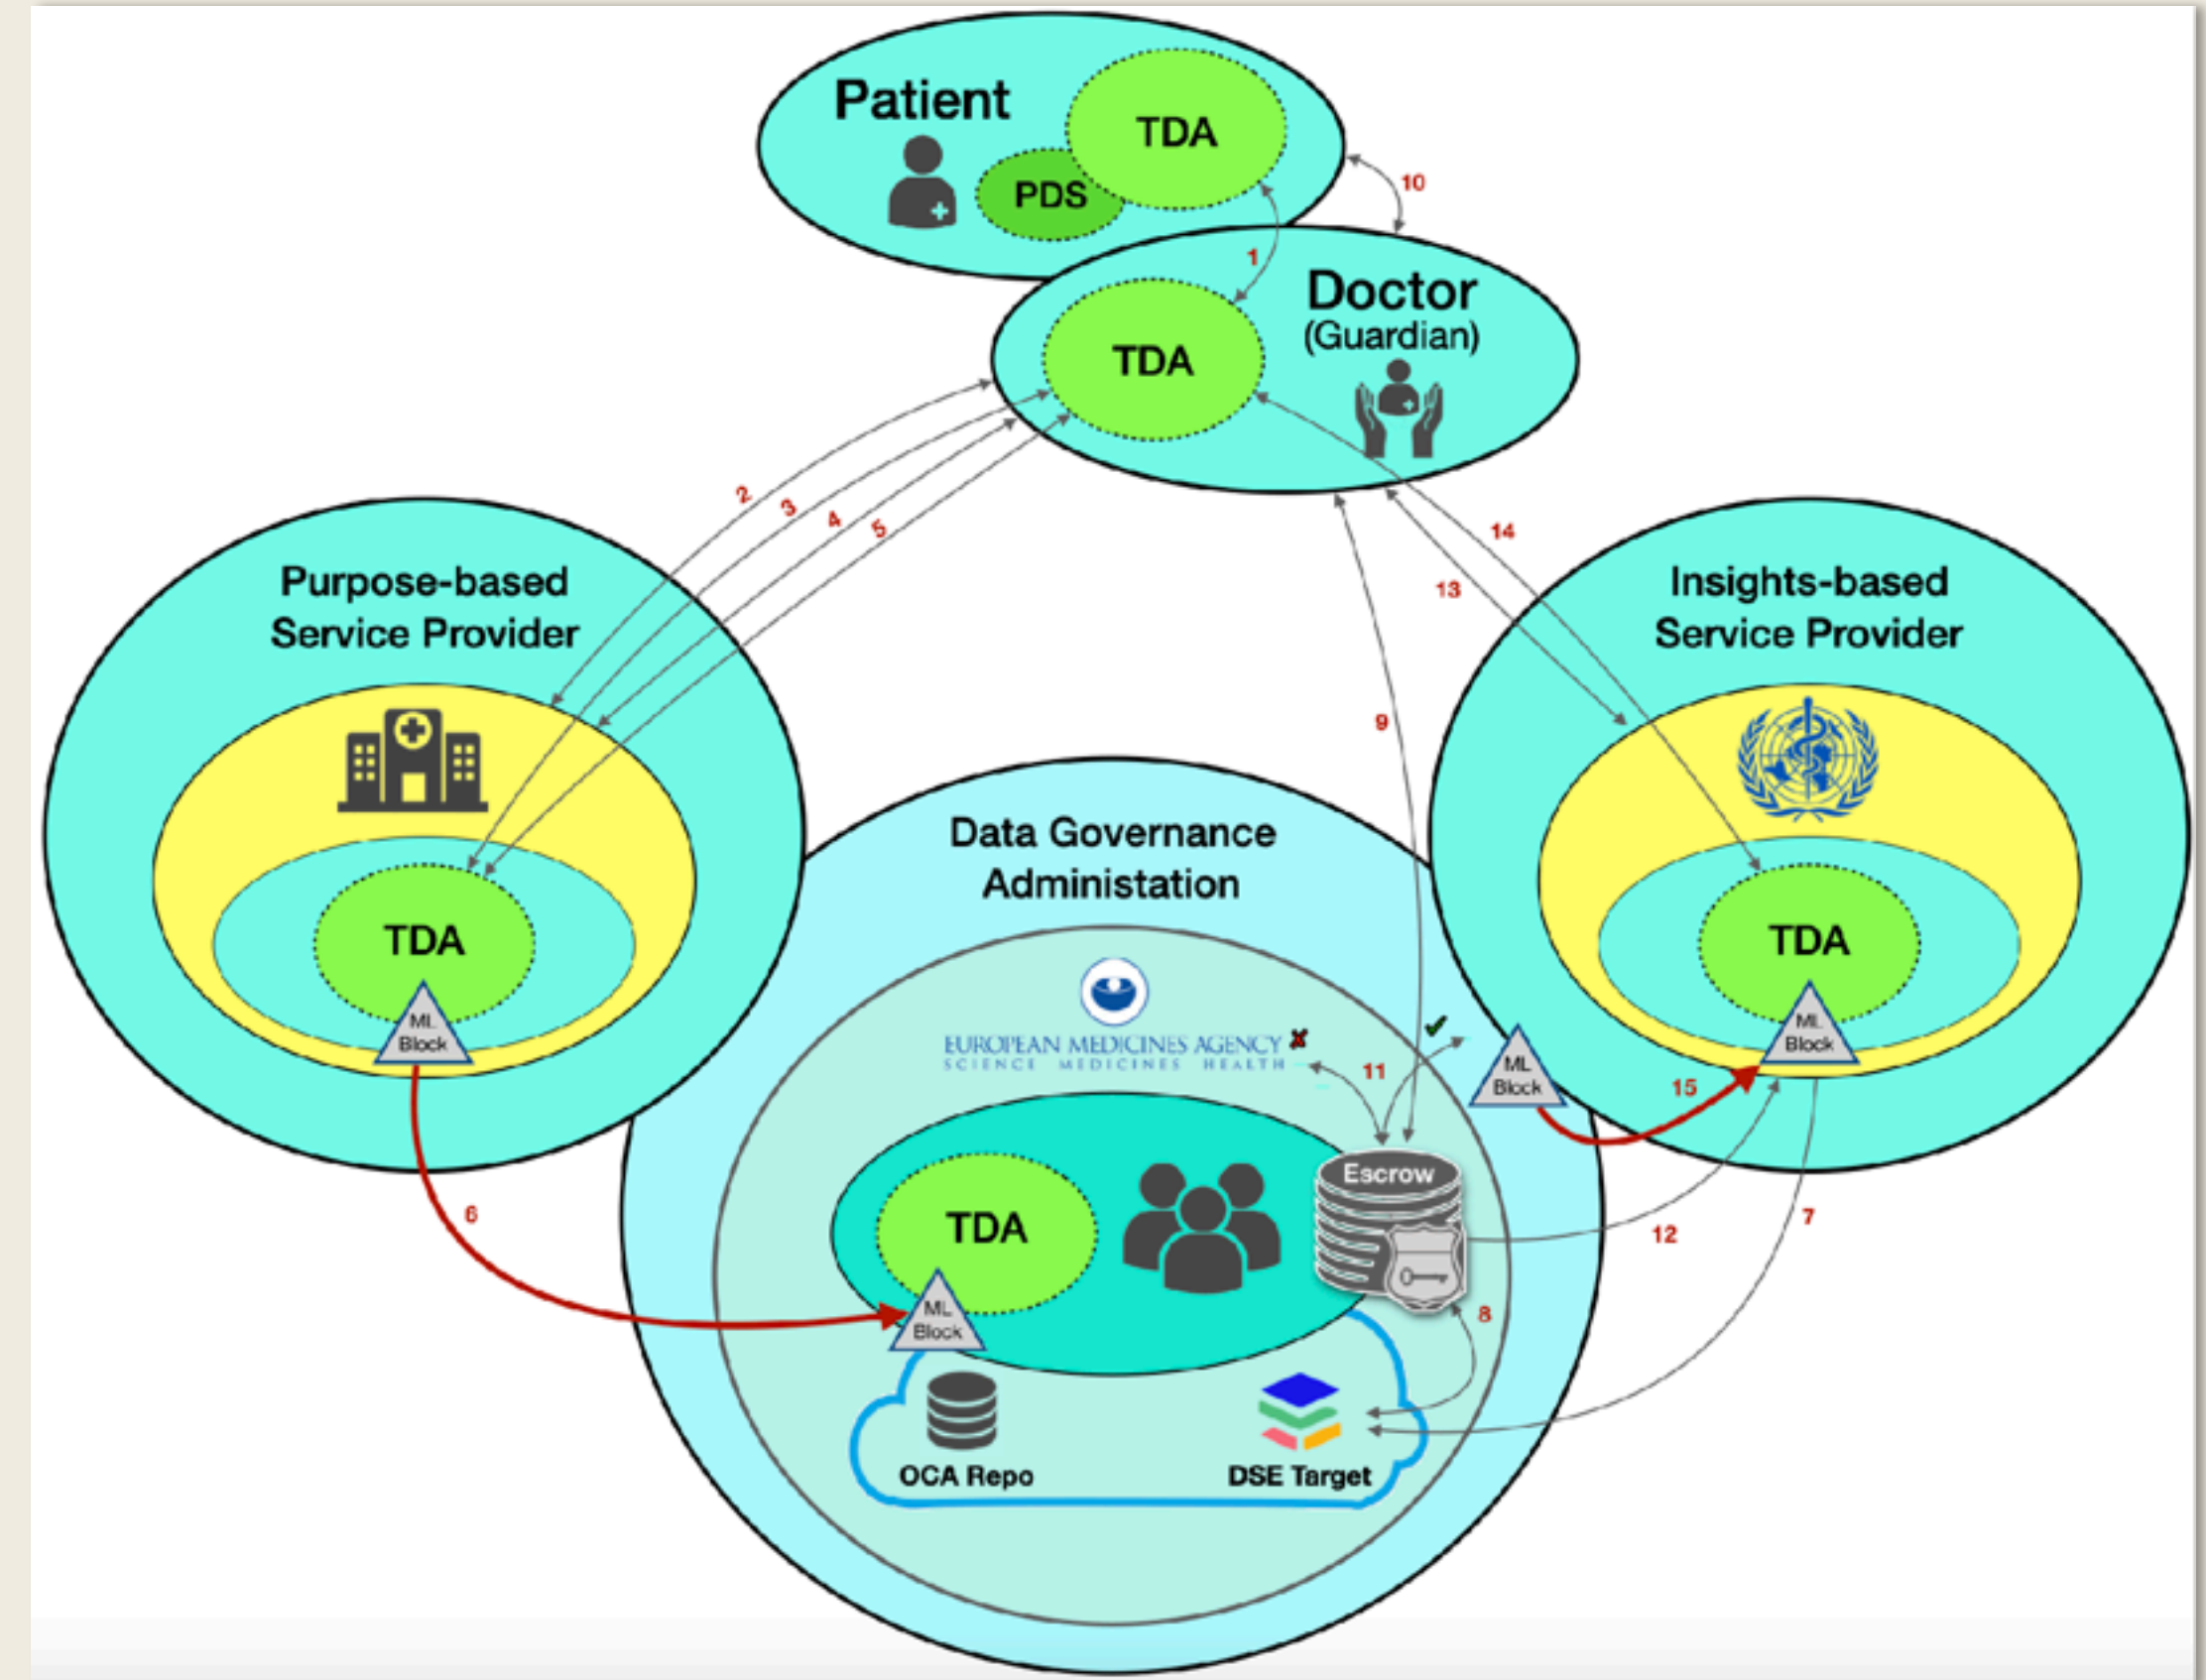 Patient
TDA
PDS
10
1
Doctor
(Guardian)
TDA
2
3
4
5
14
13
Purpose-based
Service Provider
Insights-based
Service Provider
9
Data Governance
Administation
TDA
ML
Block
TDA
ML
Block
EUROPEAN MEDICINES AGENCY
SCIENCE MEDICINES HEALTH
11
ML
Block
15
Escrow
TDA
6
12
7
ML
Block
8
OCA Repo
DSE Target